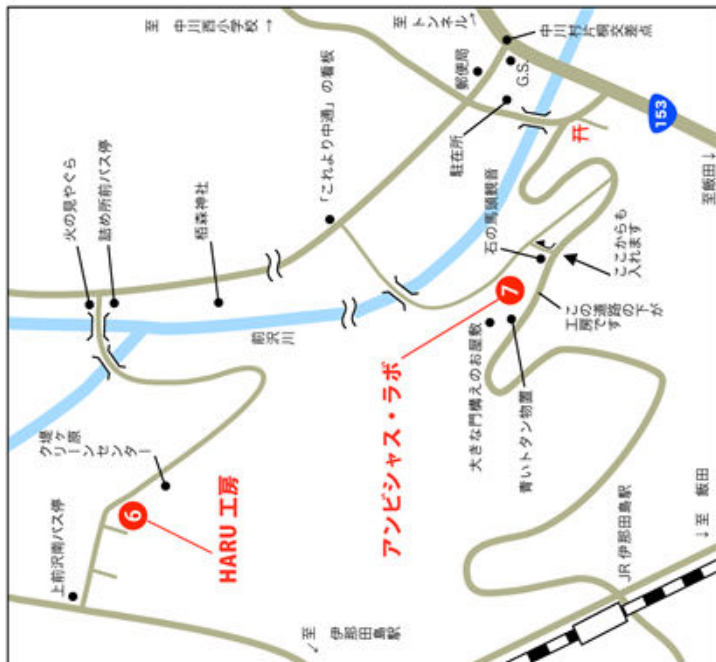 至 中川西小学校→
至トンネル→
中川村片桐交差点
郵便局
G.S.
「これより中通」の看板
駐在所
153
至飯田↓
火の見やぐら
詰め所前バス停
栢森神社
石の馬頭観音
ここからも
入れます
前沢川
7
この道路の下が
工房です
大きな門構えのお屋敷
青いトタン物置
アンビシャス・ラボ
堤ケ原
クリーンセンター
6
HARU 工房
上前沢南バス停
JR 伊那田島駅
↓至 飯田
↙至 伊那田島駅